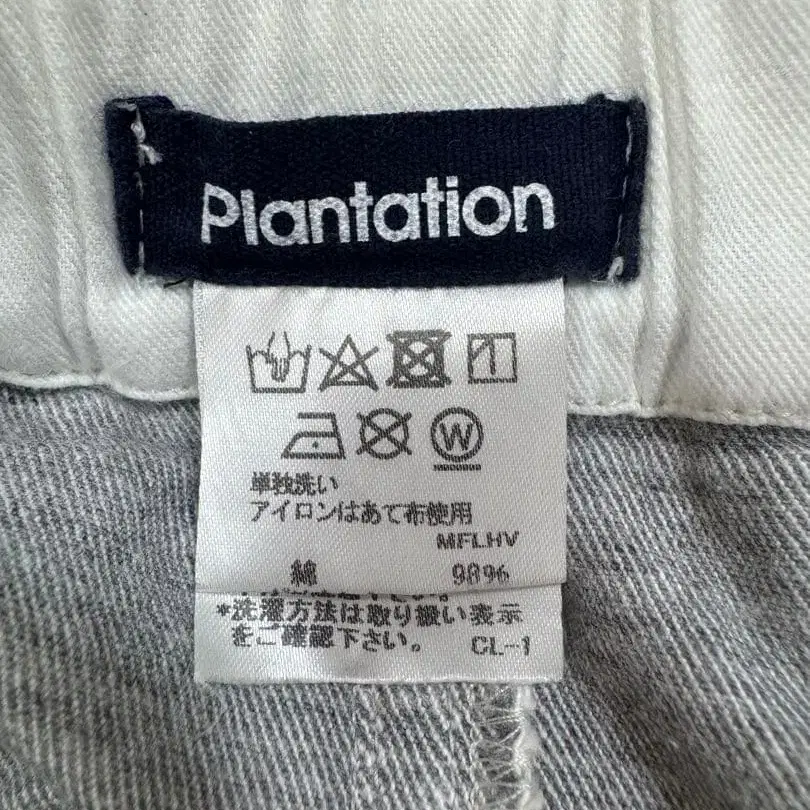 Plantation
W
単独洗い
アイロンはあて布使用
MFLHV
綿 98%
*洗濯方法は取り扱い表示
をご確認下さい。 CL-1